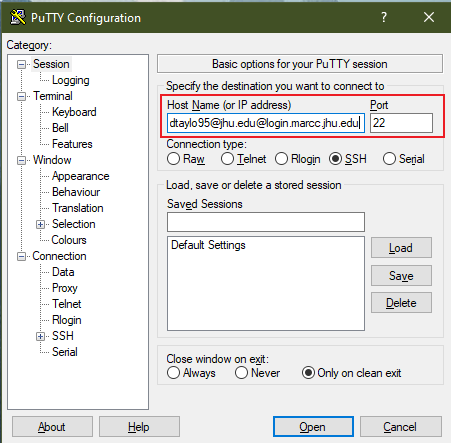 PuTTY Configuration
Category:
Session
Logging
Terminal
Keyboard
Bell
Features
Window
Appearance
Behaviour
Translation
Selection
Colours
Connection
Data
Proxy
Telnet
Rlogin
SSH
Serial
Basic options for your PuTTY session
Specify the destination you want to connect to
Host Name (or IP address) Port
dtaylo95@jhu.edu@login.marcc.jhu.edu 22
Connection type:
Raw Telnet Rlogin SSH Serial
Load, save or delete a stored session
Saved Sessions
Default Settings
Load
Save
Delete
Close window on exit:
Always Never Only on clean exit
About Help Open Cancel